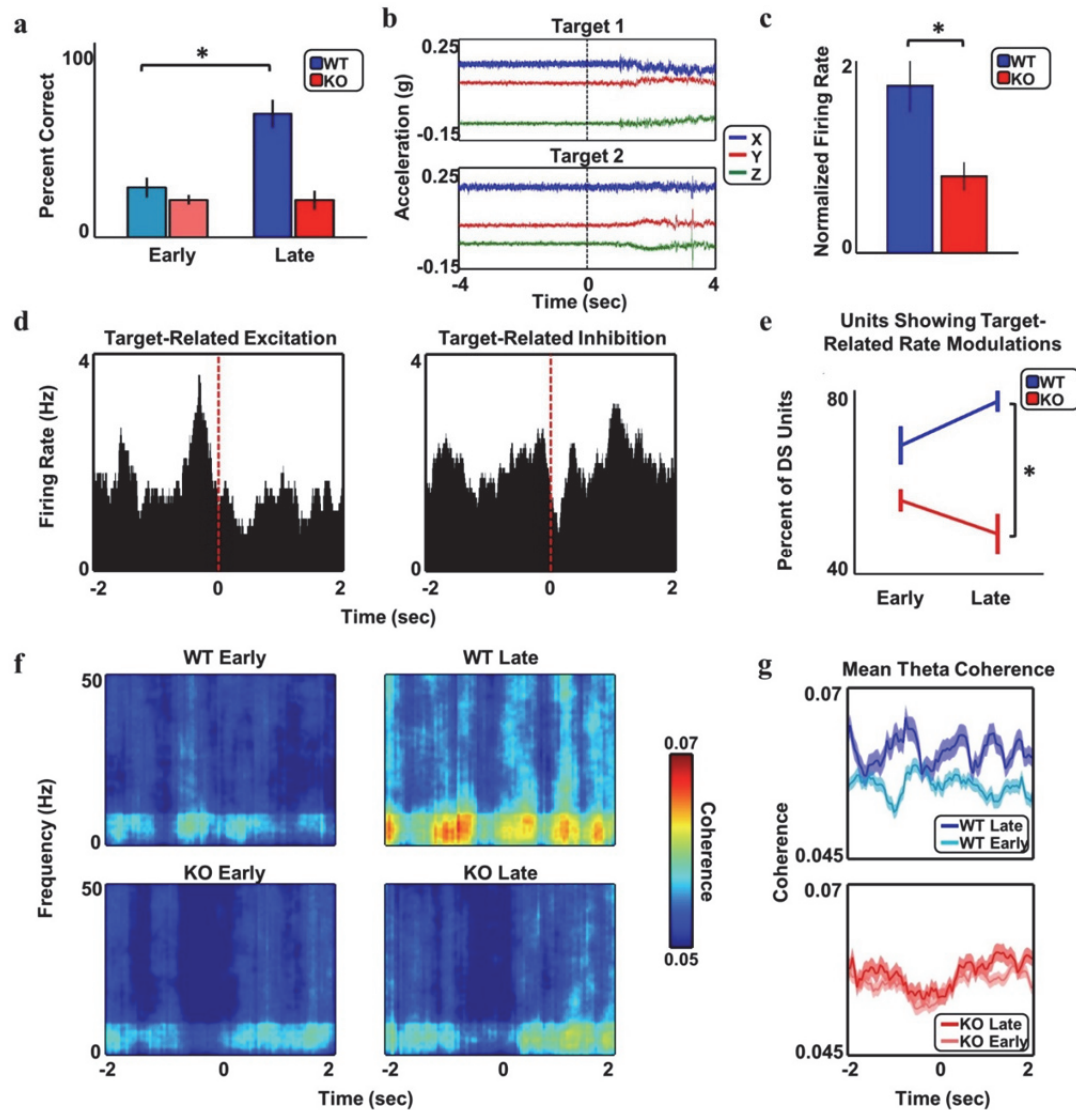 a
100
Percent Correct
0
*
WT
KO
Early
Late
b
Target 1
0.25
-0.15
Target 2
0.25
-0.15
Acceleration (g)
X
Y
Z
-4
0
4
Time (sec)
c
*
WT
KO
2
Normalized Firing Rate
0
d
Target-Related Excitation
4
Firing Rate (Hz)
0
-2
0
2
Target-Related Inhibition
4
0
-2
0
2
Time (sec)
e
Units Showing Target-
Related Rate Modulations
WT
KO
80
Percent of DS Units
40
*
Early
Late
f
WT Early
50
0
WT Late
KO Early
50
0
KO Late
Frequency (Hz)
-2
0
2
-2
0
2
Time (sec)
0.07
Coherence
0.05
g
Mean Theta Coherence
0.07
WT Late
WT Early
0.045
Coherence
0.07
KO Late
KO Early
0.045
-2
0
2
Time (sec)